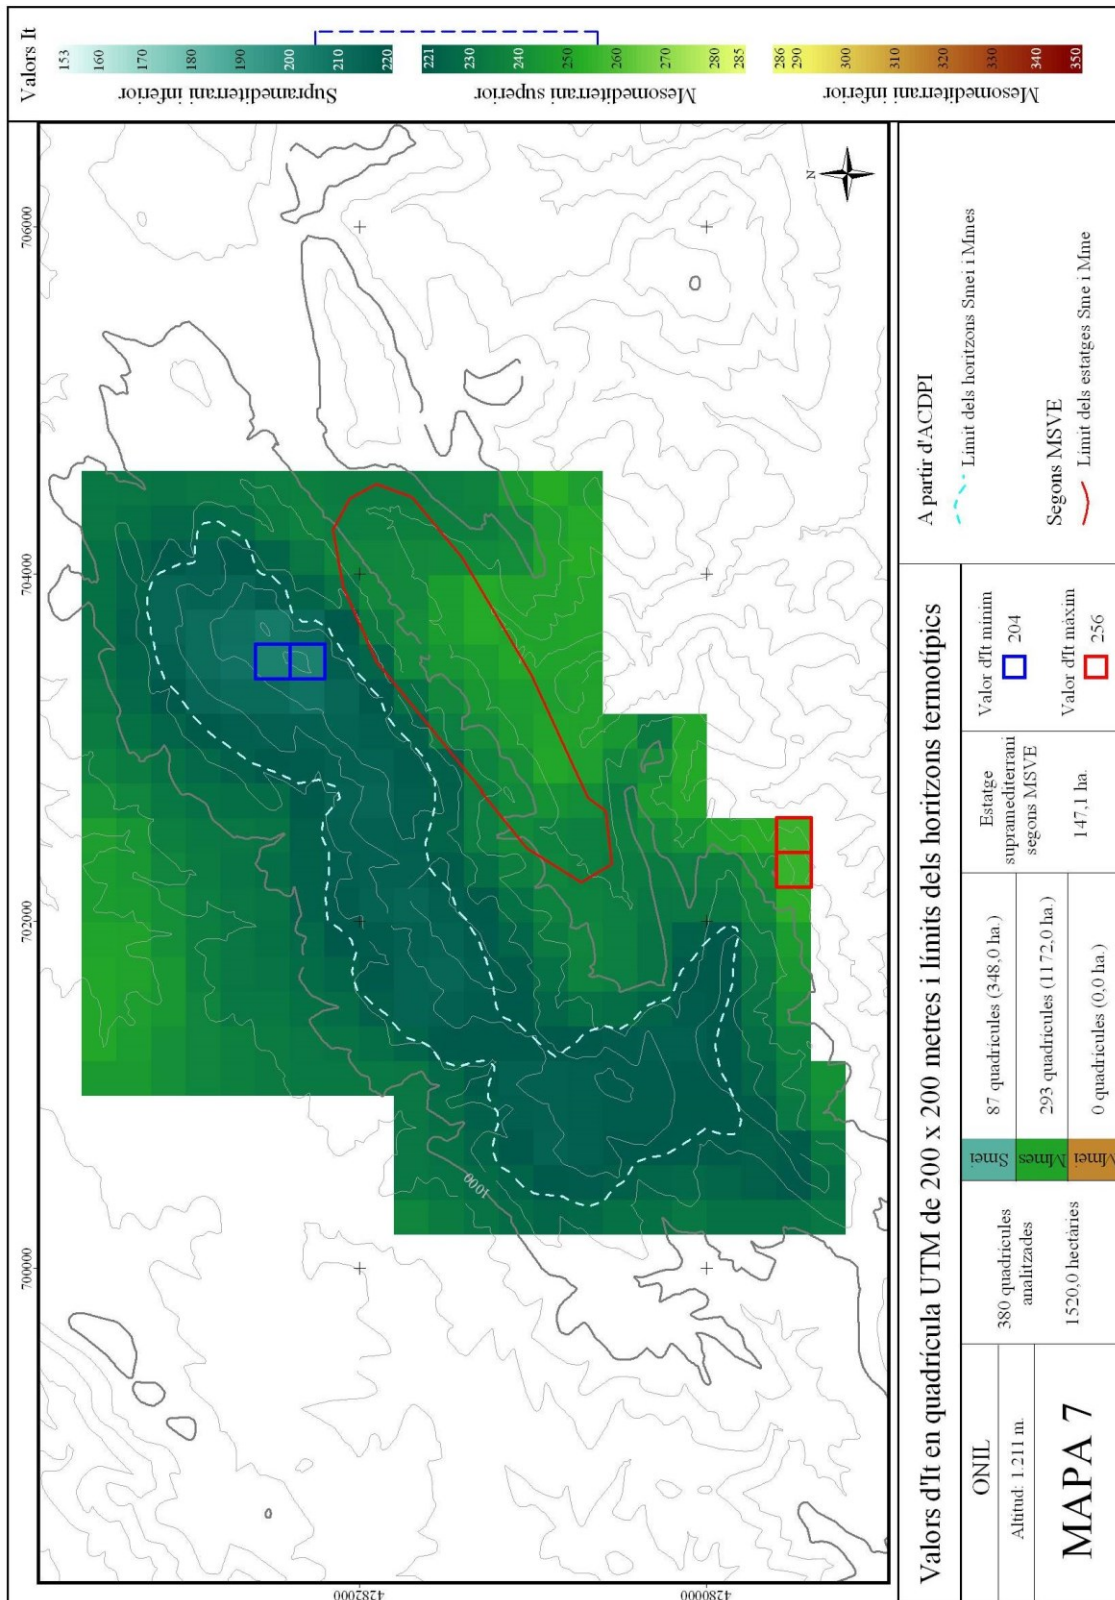 Valors It
153
160
170
180
190
200
210
220
Supramediterrani inferior
221
230
240
250
260
270
280
285
Mesomediterrani superior
286
290
300
310
320
330
340
350
Mesomediterrani inferior
700000
702000
704000
706000
4282000
4280000
1000
N
Valors d'It en quadrícula UTM de 200 x 200 metres i límits dels horitzons termotípics
ONIL
Altitud: 1.211 m.
MAPA 7
380 quadrícules
analitzades
1520,0 hectàries
Smei
87 quadrícules (348,0 ha.)
Mmes
293 quadrícules (1172,0 ha.)
Mmei
0 quadrícules (0,0 ha.)
Estatge
supramediterrani
segons MSVE
147,1 ha.
Valor d'It mínim
204
Valor d'It màxim
256
A partir d'ACDPI
Límit dels horitzons Smei i Mmes
Segons MSVE
Límit dels estatges Sme i Mme